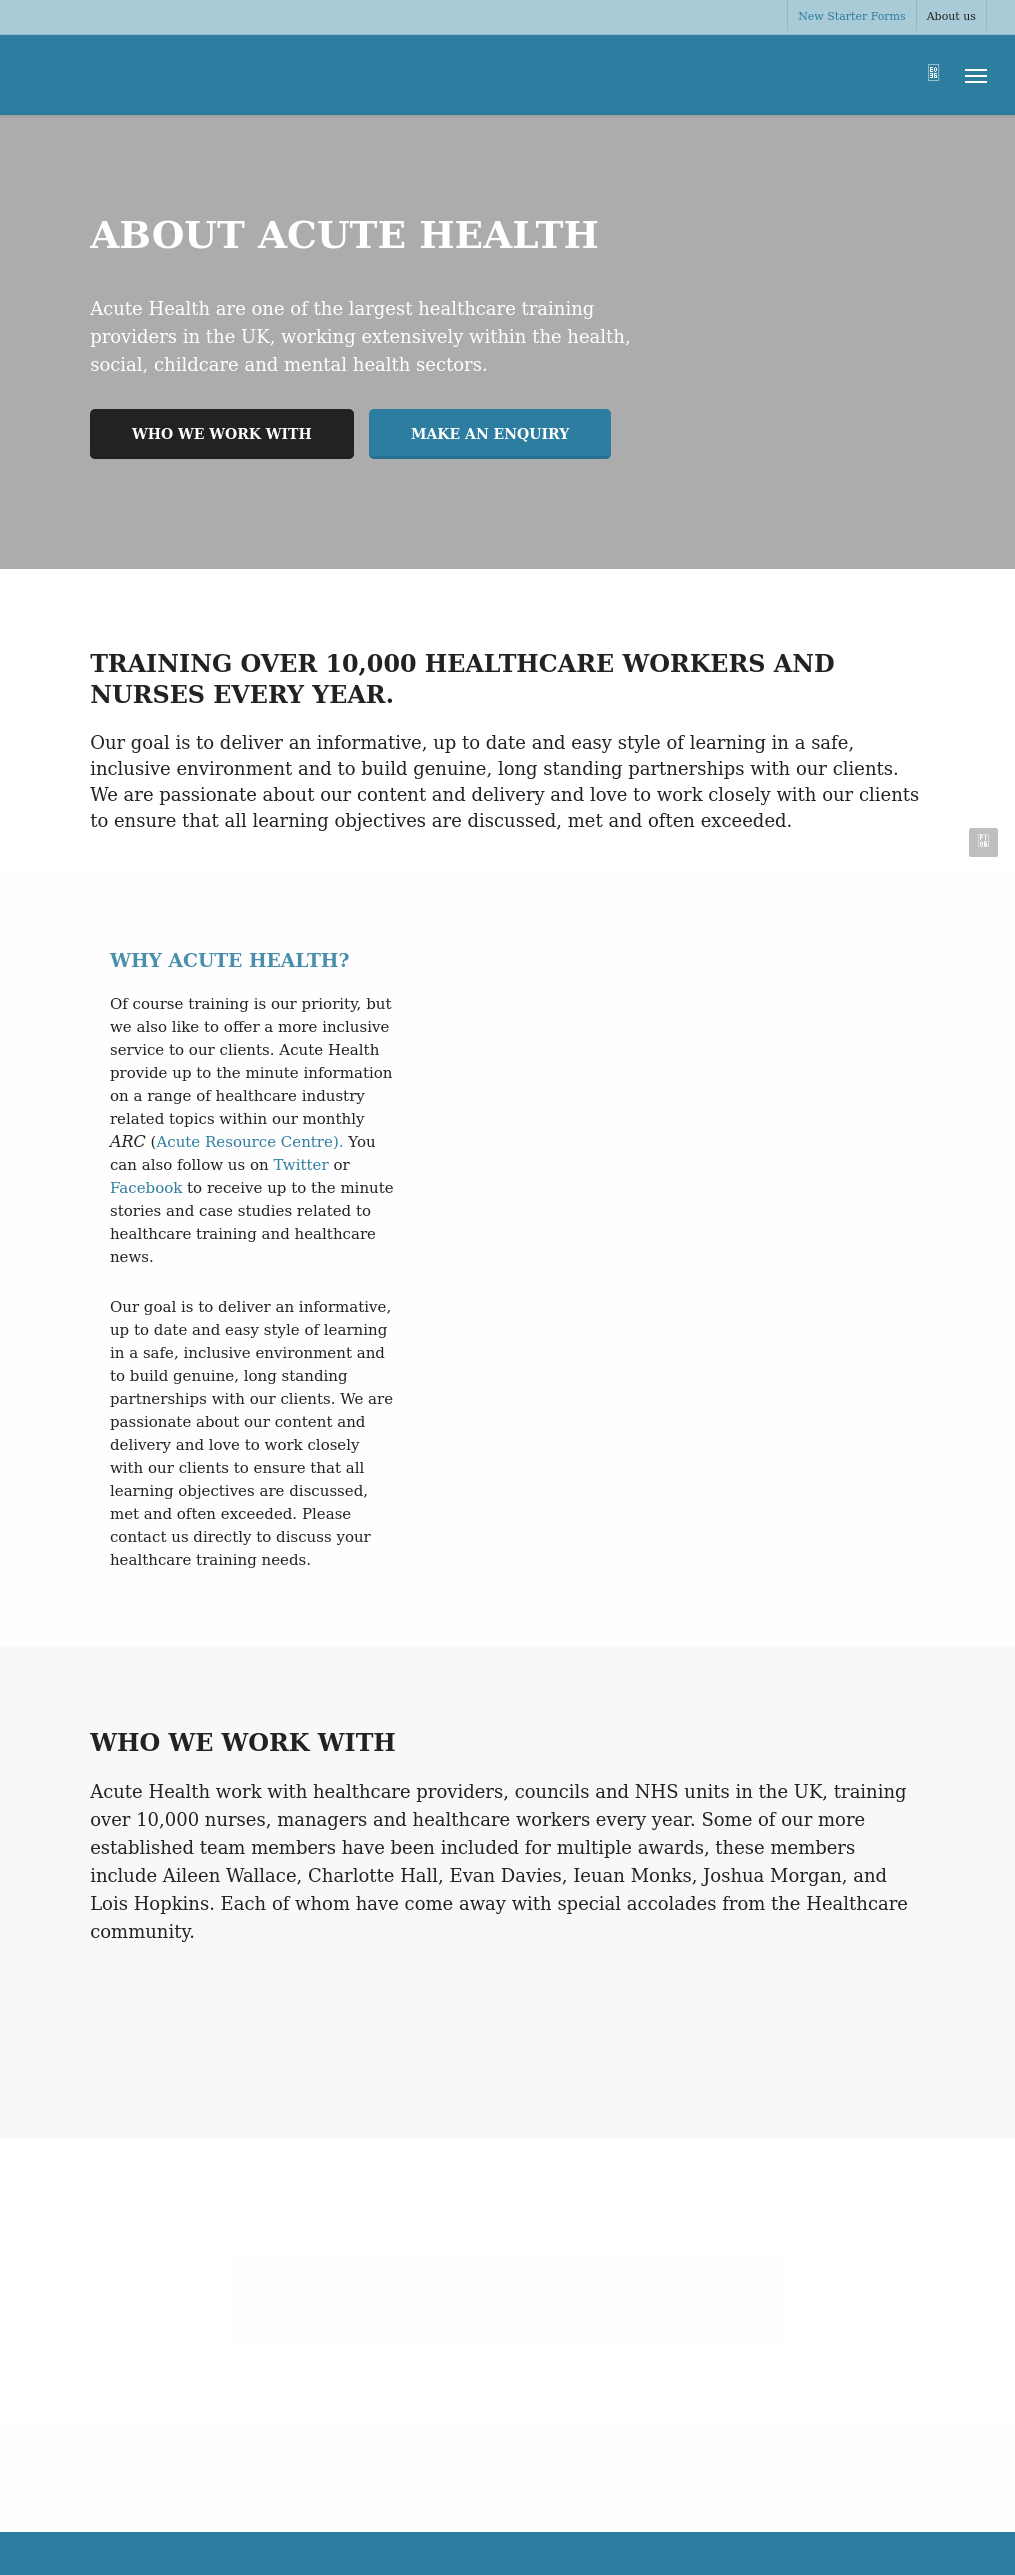 New Starter Forms
About us
ABOUT ACUTE HEALTH
Acute Health are one of the largest healthcare training
providers in the UK, working extensively within the health,
social, childcare and mental health sectors.
WHO WE WORK WITH
MAKE AN ENQUIRY
TRAINING OVER 10,000 HEALTHCARE WORKERS AND
NURSES EVERY YEAR.
Our goal is to deliver an informative, up to date and easy style of learning in a safe,
inclusive environment and to build genuine, long standing partnerships with our clients.
We are passionate about our content and delivery and love to work closely with our clients
to ensure that all learning objectives are discussed, met and often exceeded.
WHY ACUTE HEALTH?
Of course training is our priority, but
we also like to offer a more inclusive
service to our clients. Acute Health
provide up to the minute information
on a range of healthcare industry
related topics within our monthly
ARC (Acute Resource Centre). You
can also follow us on Twitter or
Facebook to receive up to the minute
stories and case studies related to
healthcare training and healthcare
news.
Our goal is to deliver an informative,
up to date and easy style of learning
in a safe, inclusive environment and
to build genuine, long standing
partnerships with our clients. We are
passionate about our content and
delivery and love to work closely
with our clients to ensure that all
learning objectives are discussed,
met and often exceeded. Please
contact us directly to discuss your
healthcare training needs.
WHO WE WORK WITH
Acute Health work with healthcare providers, councils and NHS units in the UK, training
over 10,000 nurses, managers and healthcare workers every year. Some of our more
established team members have been included for multiple awards, these members
include Aileen Wallace, Charlotte Hall, Evan Davies, Ieuan Monks, Joshua Morgan, and
Lois Hopkins. Each of whom have come away with special accolades from the Healthcare
community.